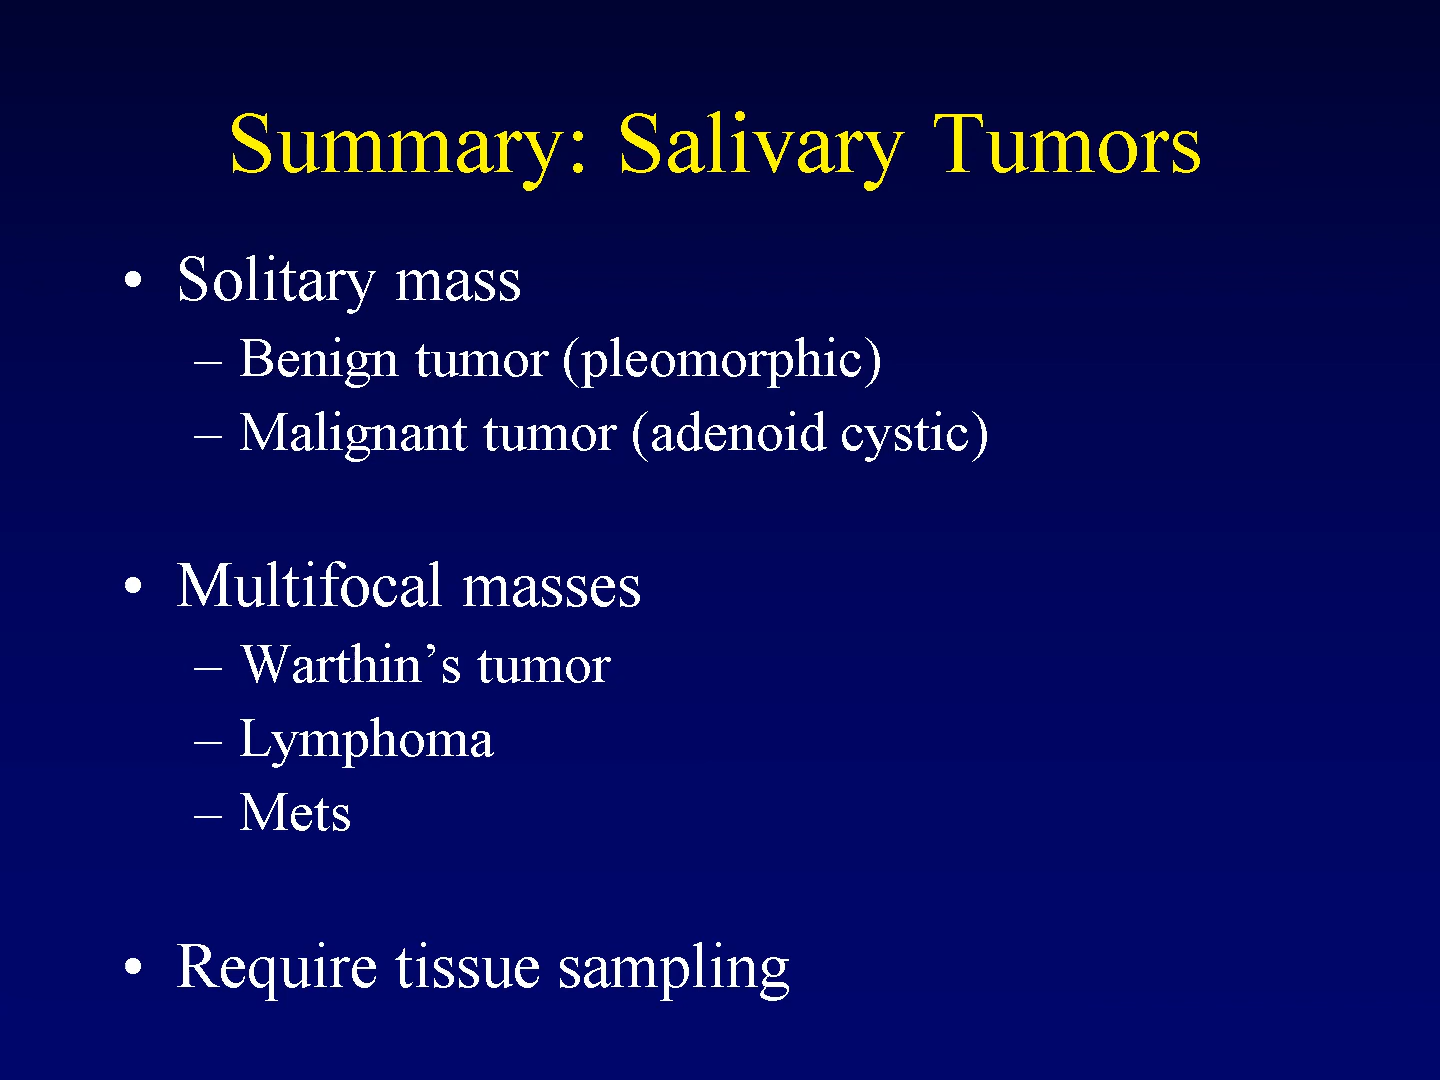 Summary: Salivary Tumors
• Solitary mass
– Benign tumor (pleomorphic)
– Malignant tumor (adenoid cystic)
• Multifocal masses
– Warthin’s tumor
– Lymphoma
– Mets
• Require tissue sampling